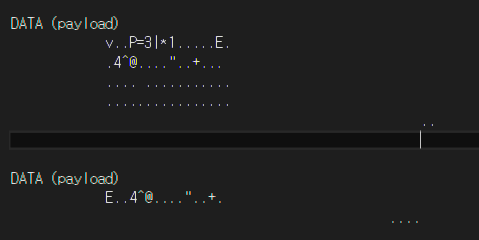 DATA (payload)
v..P=3|*1.....E.
.4^@...."..+...
.... ...........
................
..
DATA (payload)
E..4^@...."..+.
....